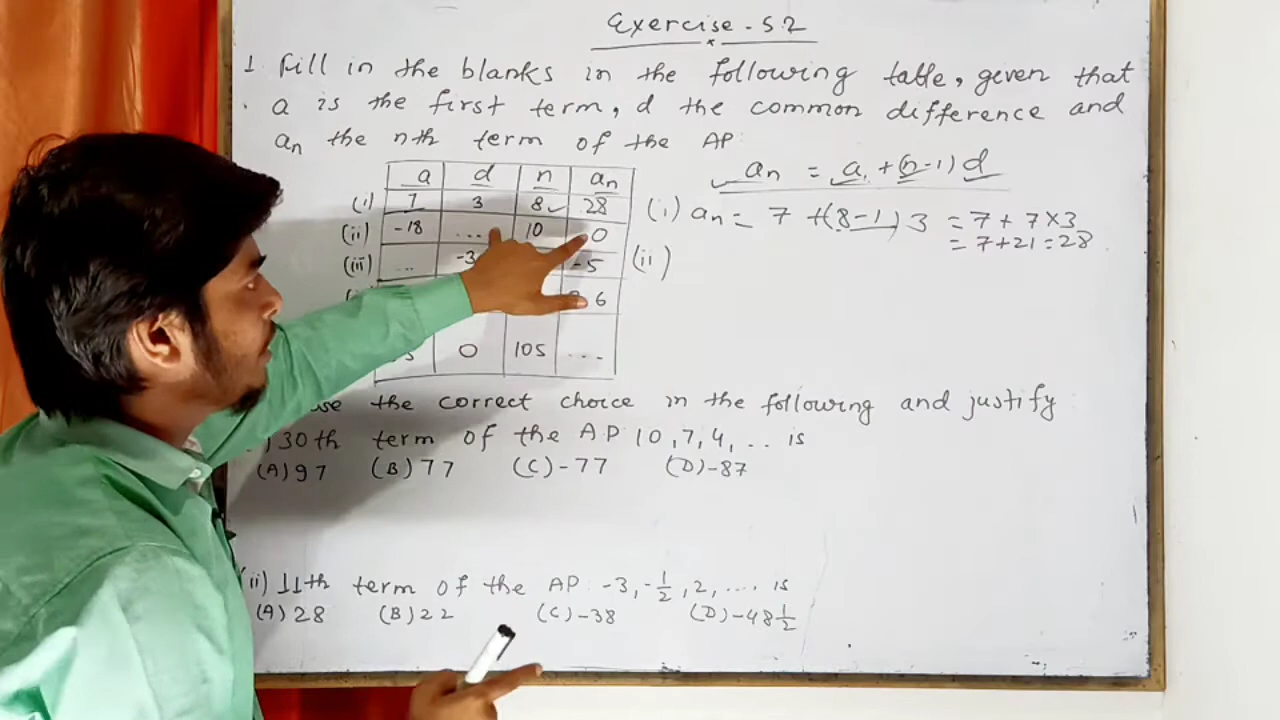 Exercise - 5.2
1. Fill in the blanks in the following table, given that
a is the first term, d the common difference and
an the nth term of the AP:
an = a + (n-1) d
a d n an
(i) 7 3 8 28
(i) an = 7 + (8-1) 3 = 7 + 7 × 3
= 7 + 21 = 28
(ii) -18 ... 10 0
(iii) ... -3 -5
(ii)
6
0 105 ...
the correct choice in the following and justify
30th term of the AP 10, 7, 4, ... is
(A) 97 (B) 77 (C) -77 (D) -87
(ii) 11th term of the AP: -3, -1/2, 2, .... is
(A) 28 (B) 22 (C) -38 (D) -48 1/2